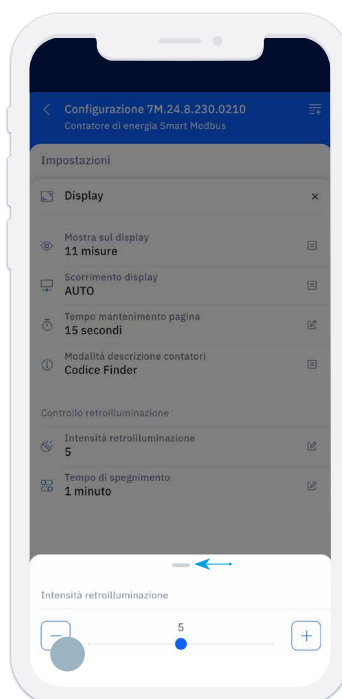 Configurazione 7M.24.8.230.0210
Contatore di energia Smart Modbus
Impostazioni
Display
Mostra sul display
11 misure
Scorrimento display
AUTO
Tempo mantenimento pagina
15 secondi
Modalità descrizione contatori
Codice Finder
Controllo retroilluminazione
Intensità retroilluminazione
5
Tempo di spegnimento
1 minuto
Intensità retroilluminazione
5